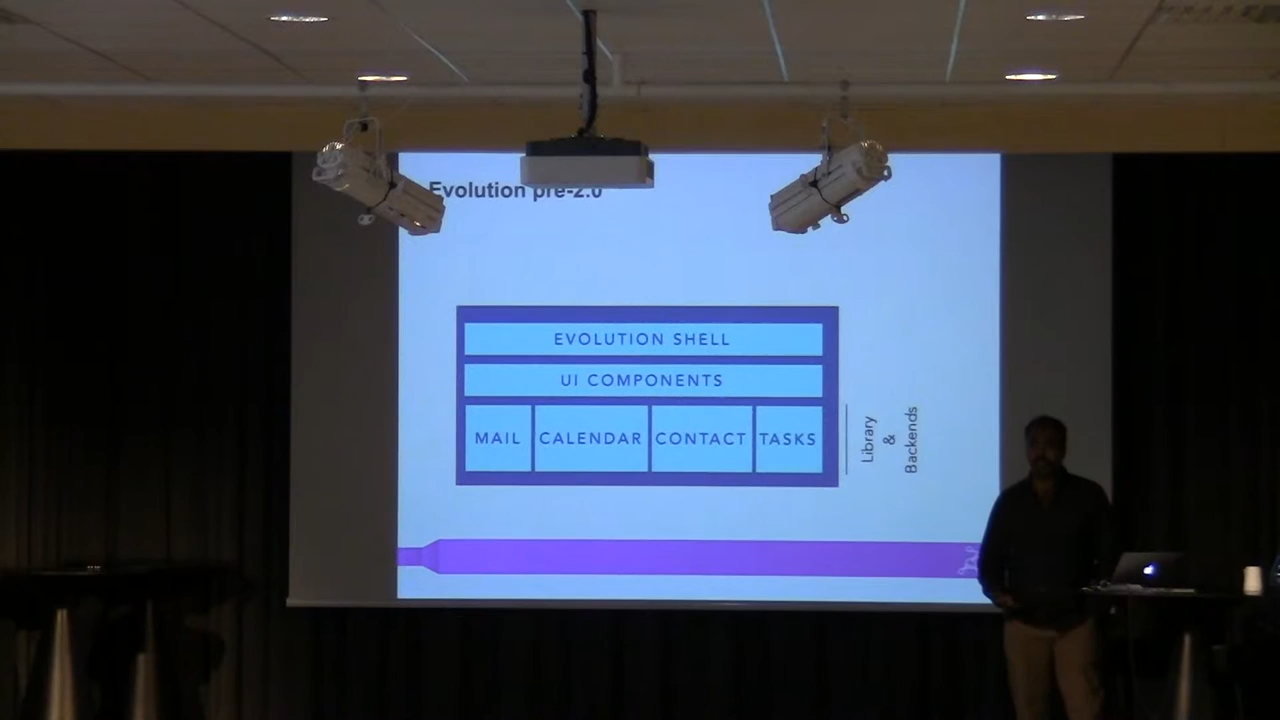 Evolution pre-2.0
EVOLUTION SHELL
UI COMPONENTS
MAIL CALENDAR CONTACT TASKS
Library
&
Backends